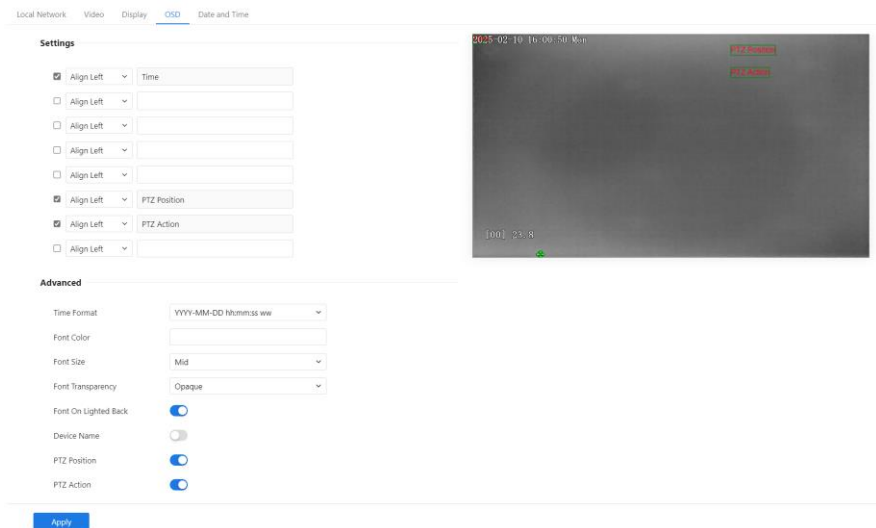 Local Network Video Display OSD Date and Time
Settings
Align Left Time
Align Left
Align Left
Align Left
Align Left
Align Left PTZ Position
Align Left PTZ Action
Align Left
2025-02-10 16:00:50 Mon
PTZ Position
PTZ Action
[00] 23.8
Advanced
Time Format YYYY-MM-DD hh:mm:ss ww
Font Color
Font Size Mid
Font Transparency Opaque
Font On Lighted Back
Device Name
PTZ Position
PTZ Action
Apply